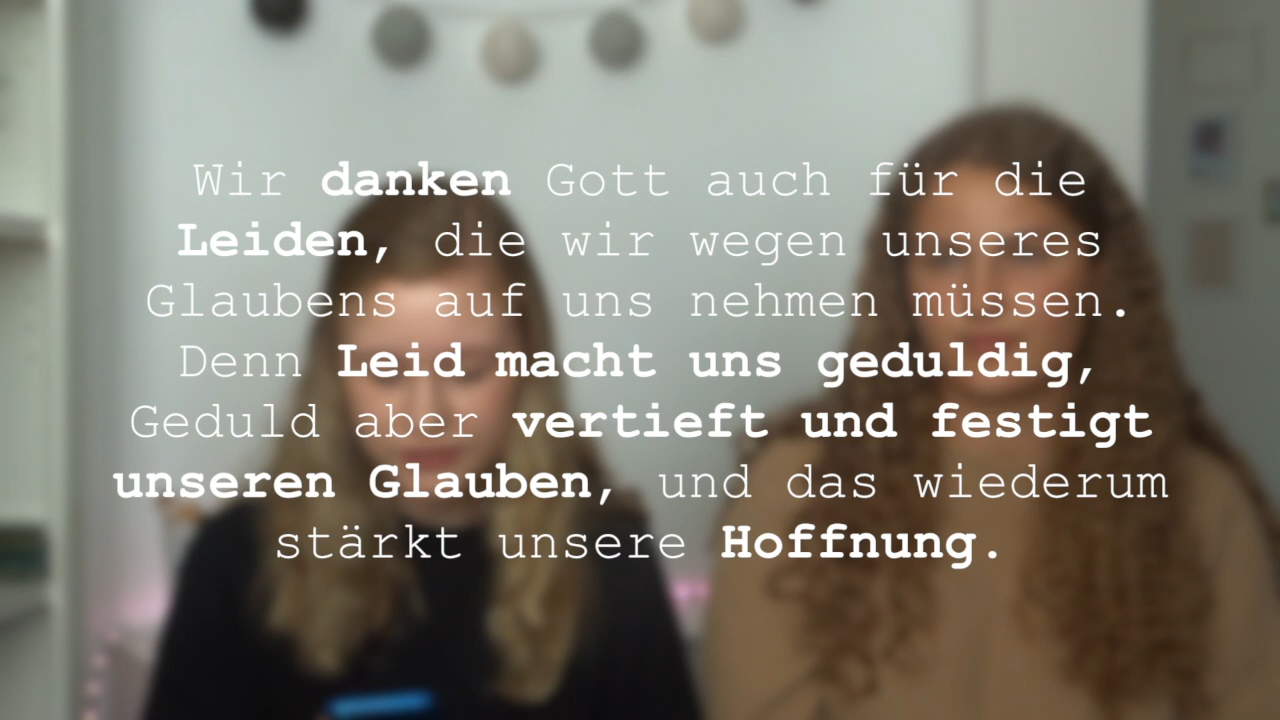 Wir danken Gott auch für die
Leiden, die wir wegen unseres
Glaubens auf uns nehmen müssen.
Denn Leid macht uns geduldig,
Geduld aber vertieft und festigt
unseren Glauben, und das wiederum
stärkt unsere Hoffnung.